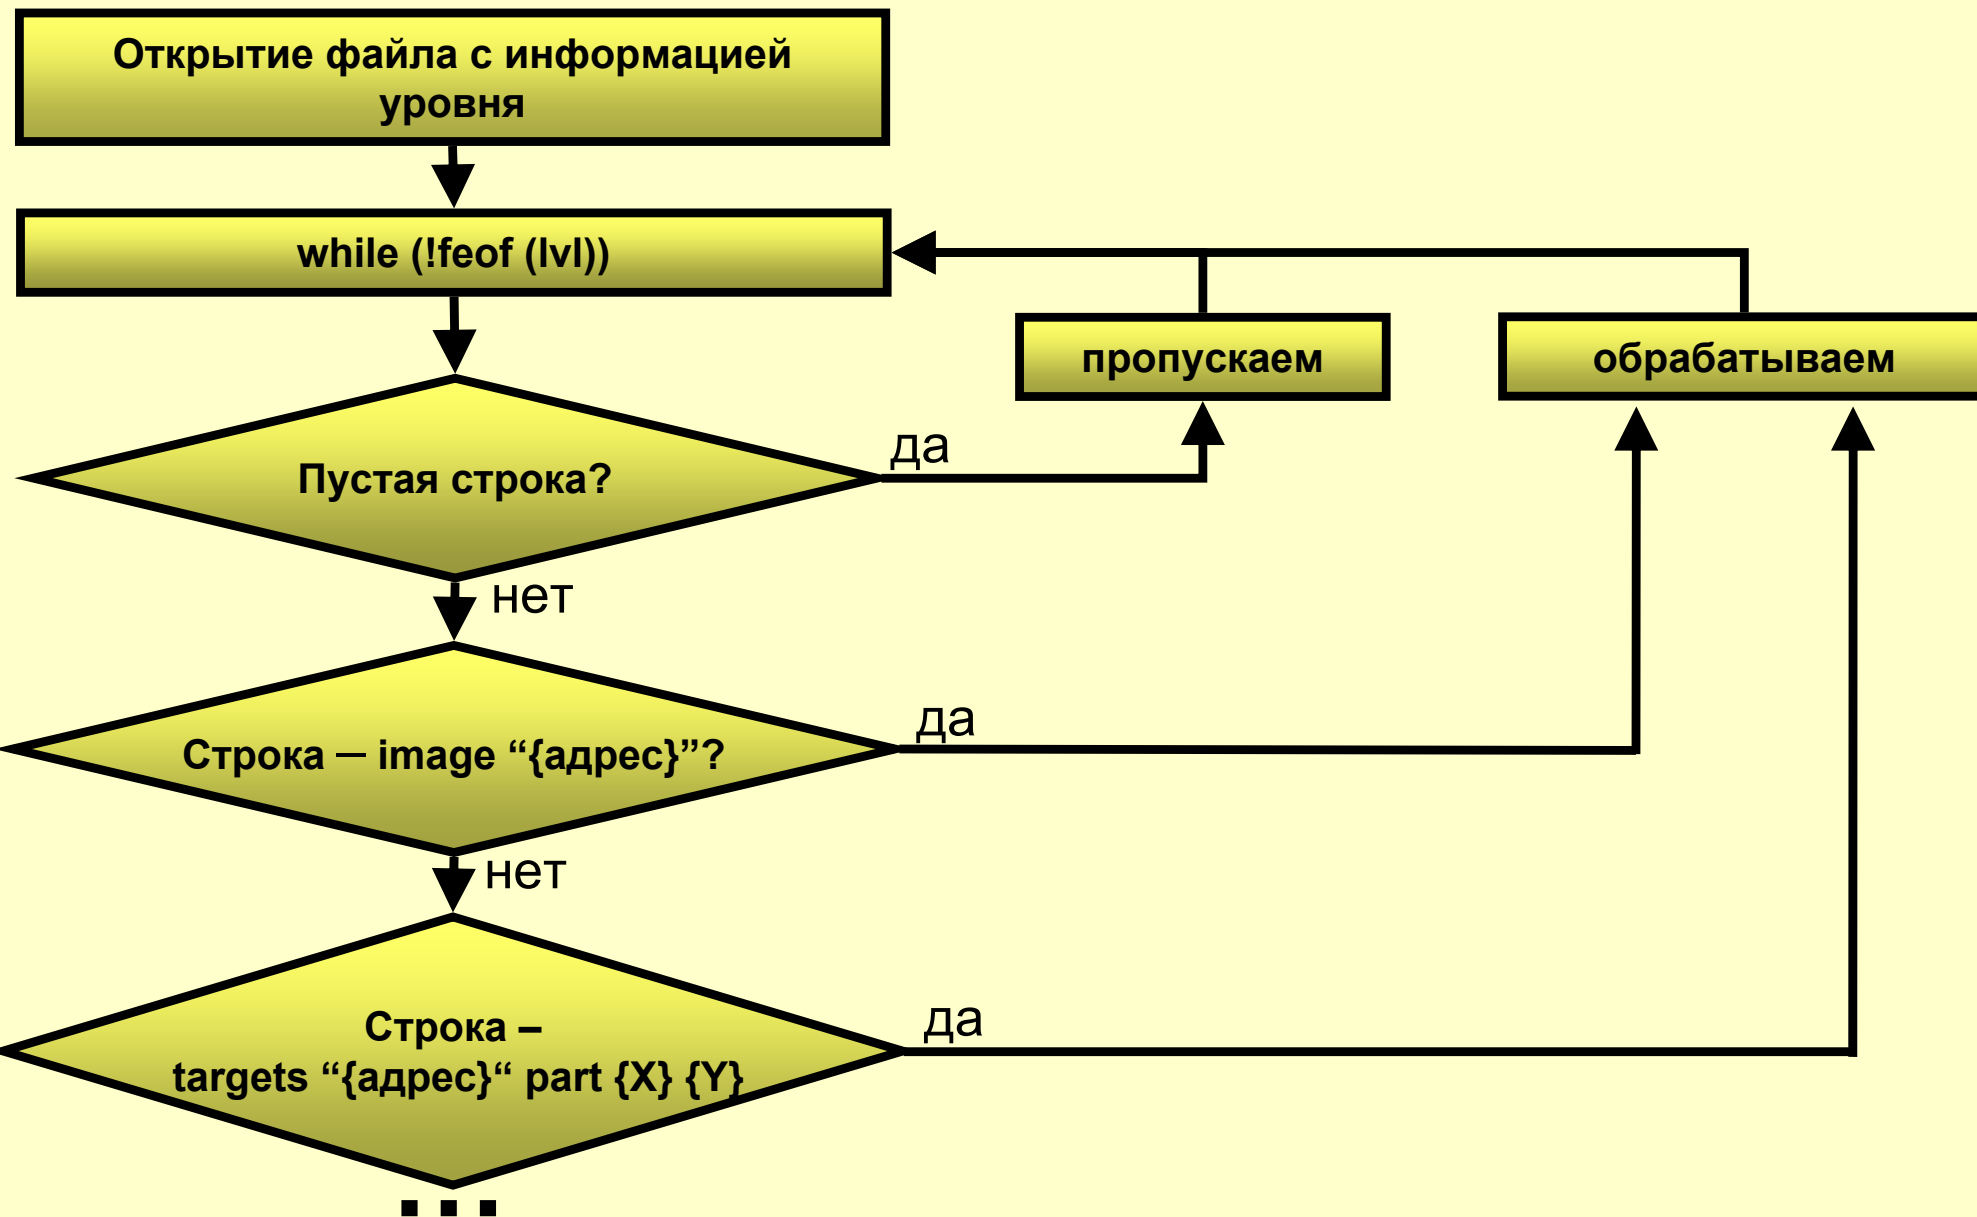 Открытие файла с информацией
уровня
while (!feof (lvl))
пропускаем
обрабатываем
да
Пустая строка?
нет
да
Строка — image “{адрес}”?
нет
да
Строка –
targets “{адрес}“ part {X} {Y}
...